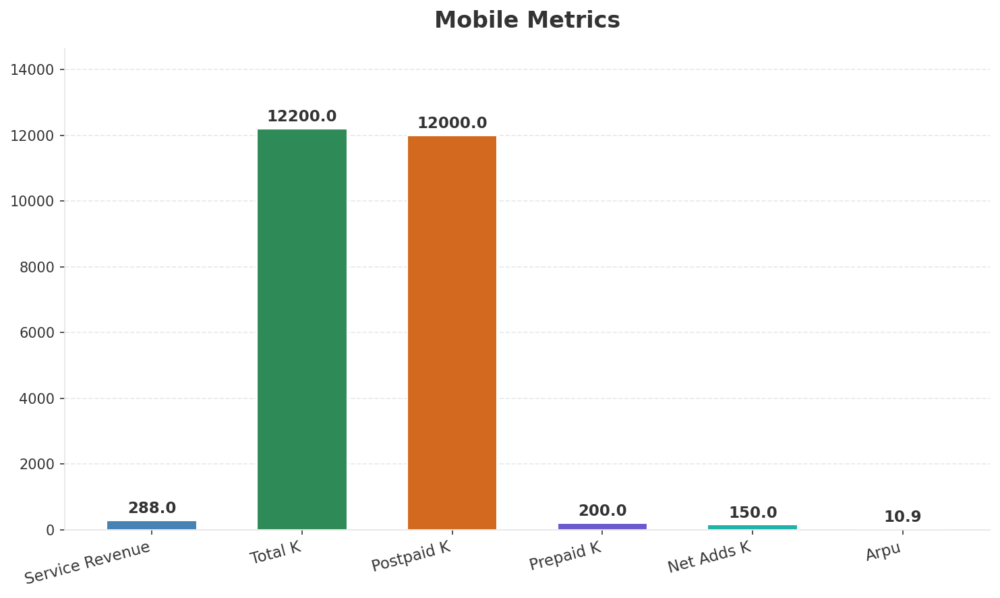 Mobile Metrics
14000
12000
10000
8000
6000
4000
2000
0
288.0
12200.0
12000.0
200.0
150.0
10.9
Service Revenue
Total K
Postpaid K
Prepaid K
Net Adds K
Arpu